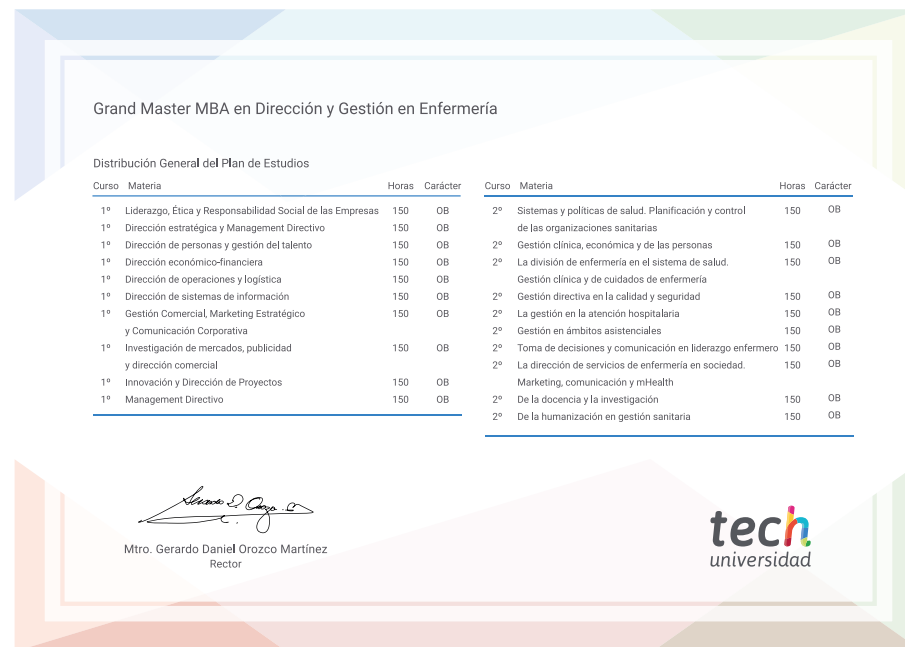 Grand Master MBA en Dirección y Gestión en Enfermería
Distribución General del Plan de Estudios
Curso Materia Horas Carácter
1º Liderazgo, Ética y Responsabilidad Social de las Empresas 150 OB
1º Dirección estratégica y Management Directivo 150 OB
1º Dirección de personas y gestión del talento 150 OB
1º Dirección económico-financiera 150 OB
1º Dirección de operaciones y logística 150 OB
1º Dirección de sistemas de información 150 OB
1º Gestión Comercial, Marketing Estratégico 150 OB
y Comunicación Corporativa
1º Investigación de mercados, publicidad 150 OB
y dirección comercial
1º Innovación y Dirección de Proyectos 150 OB
1º Management Directivo 150 OB
Curso Materia Horas Carácter
2º Sistemas y políticas de salud. Planificación y control 150 OB
de las organizaciones sanitarias
2º Gestión clínica, económica y de las personas 150 OB
2º La división de enfermería en el sistema de salud. 150 OB
Gestión clínica y de cuidados de enfermería
2º Gestión directiva en la calidad y seguridad 150 OB
2º La gestión en la atención hospitalaria 150 OB
2º Gestión en ámbitos asistenciales 150 OB
2º Toma de decisiones y comunicación en liderazgo enfermero 150 OB
2º La dirección de servicios de enfermería en sociedad. 150 OB
Marketing, comunicación y mHealth
2º De la docencia y la investigación 150 OB
2º De la humanización en gestión sanitaria 150 OB
Mtro. Gerardo Daniel Orozco Martínez
Rector
tech
universidad